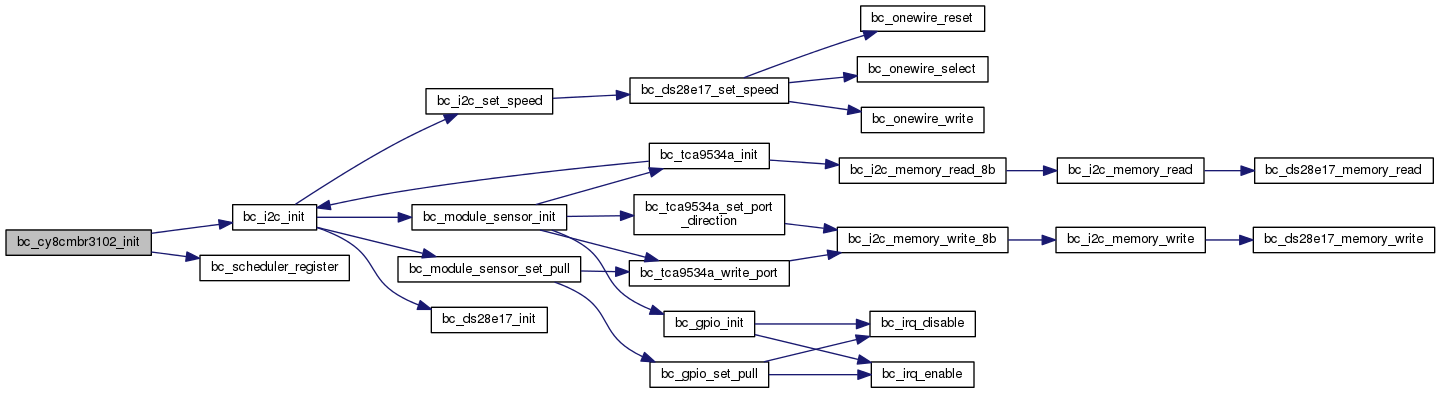 bc_onewire_reset
bc_onewire_select
bc_ds28e17_set_speed
bc_i2c_set_speed
bc_onewire_write
bc_tca9534a_init
bc_i2c_memory_read_8b
bc_i2c_memory_read
bc_ds28e17_memory_read
bc_i2c_init
bc_module_sensor_init
bc_tca9534a_set_port
_direction
bc_cy8cmbr3102_init
bc_i2c_memory_write_8b
bc_i2c_memory_write
bc_ds28e17_memory_write
bc_scheduler_register
bc_module_sensor_set_pull
bc_tca9534a_write_port
bc_ds28e17_init
bc_gpio_init
bc_irq_disable
bc_gpio_set_pull
bc_irq_enable